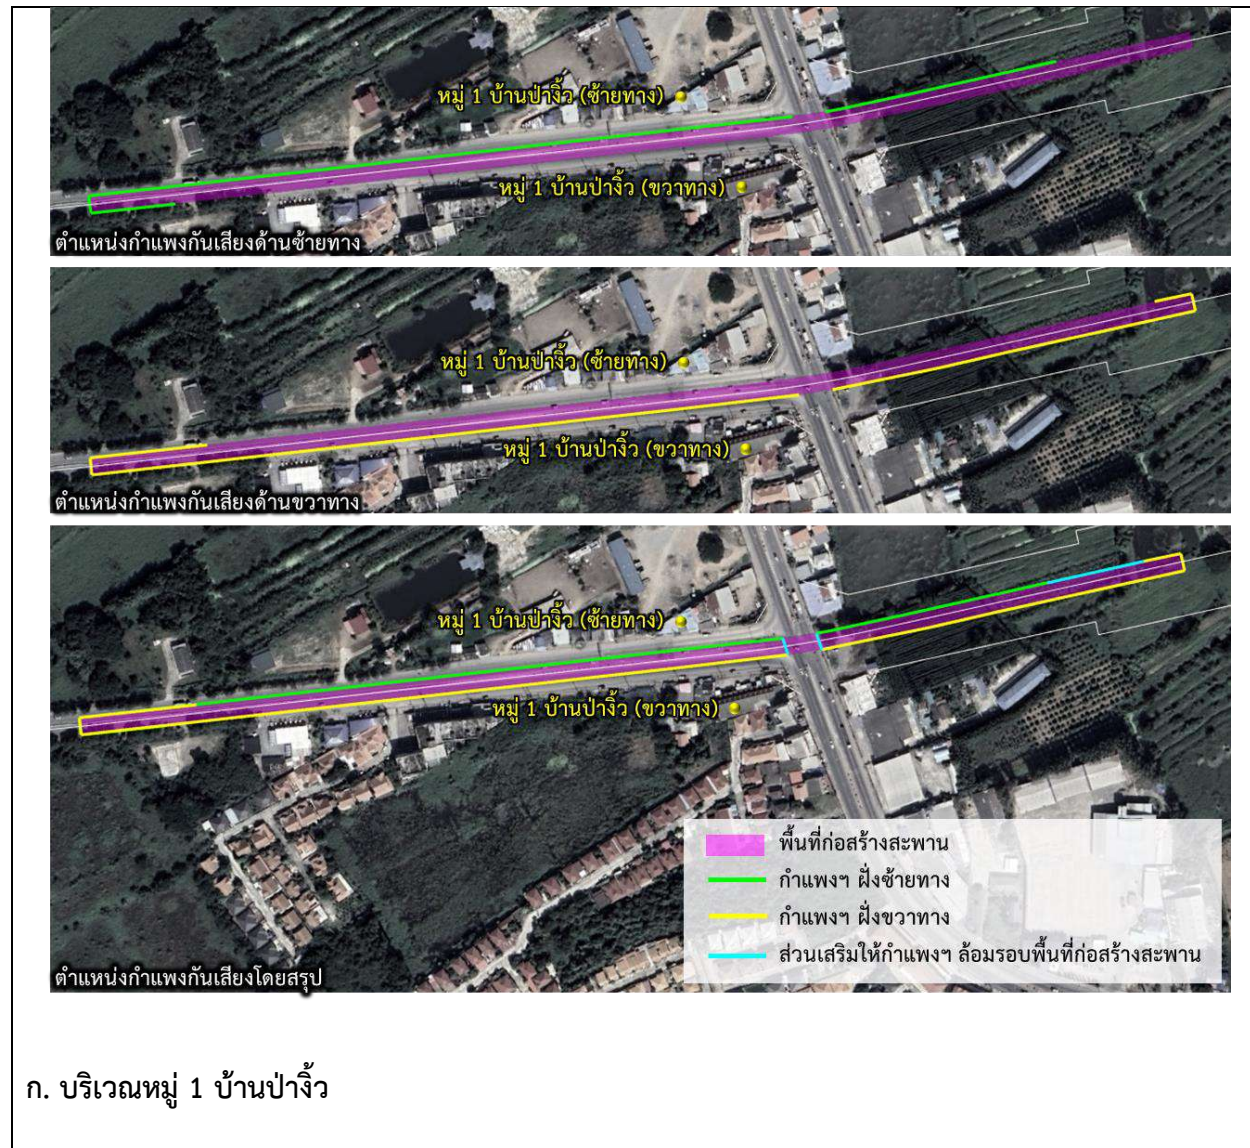 หมู่ 1 บ้านป่างิ้ว (ซ้ายทาง)
หมู่ 1 บ้านป่างิ้ว (ขวาทาง)
ตำแหน่งกำแพงกันเสียงด้านซ้ายทาง
หมู่ 1 บ้านป่างิ้ว (ซ้ายทาง)
หมู่ 1 บ้านป่างิ้ว (ขวาทาง)
ตำแหน่งกำแพงกันเสียงด้านขวาทาง
หมู่ 1 บ้านป่างิ้ว (ซ้ายทาง)
หมู่ 1 บ้านป่างิ้ว (ขวาทาง)
พื้นที่ก่อสร้างสะพาน
กำแพงฯ ฝั่งซ้ายทาง
กำแพงฯ ฝั่งขวาทาง
ส่วนเสริมให้กำแพงฯ ล้อมรอบพื้นที่ก่อสร้างสะพาน
ตำแหน่งกำแพงกันเสียงโดยสรุป
ก. บริเวณหมู่ 1 บ้านป่างิ้ว